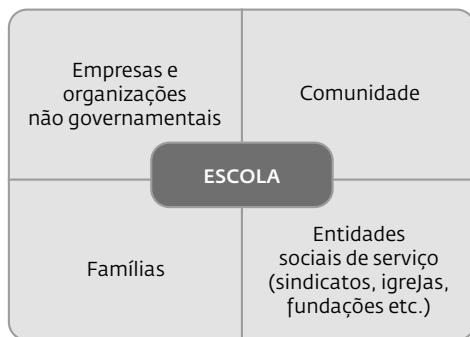 Empresas e
organizações
não governamentais
Comunidade
ESCOLA
Famílias
Entidades
sociais de serviço
(sindicatos, igreJas,
fundações etc.)